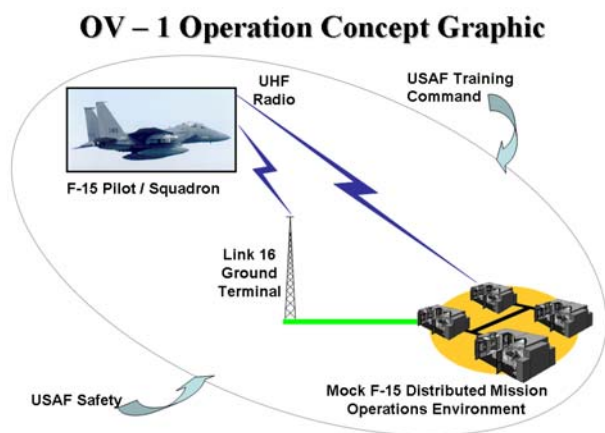 OV – 1 Operation Concept Graphic
UHF
Radio
USAF Training
Command
F-15 Pilot / Squadron
Link 16
Ground
Terminal
USAF Safety
Mock F-15 Distributed Mission
Operations Environment